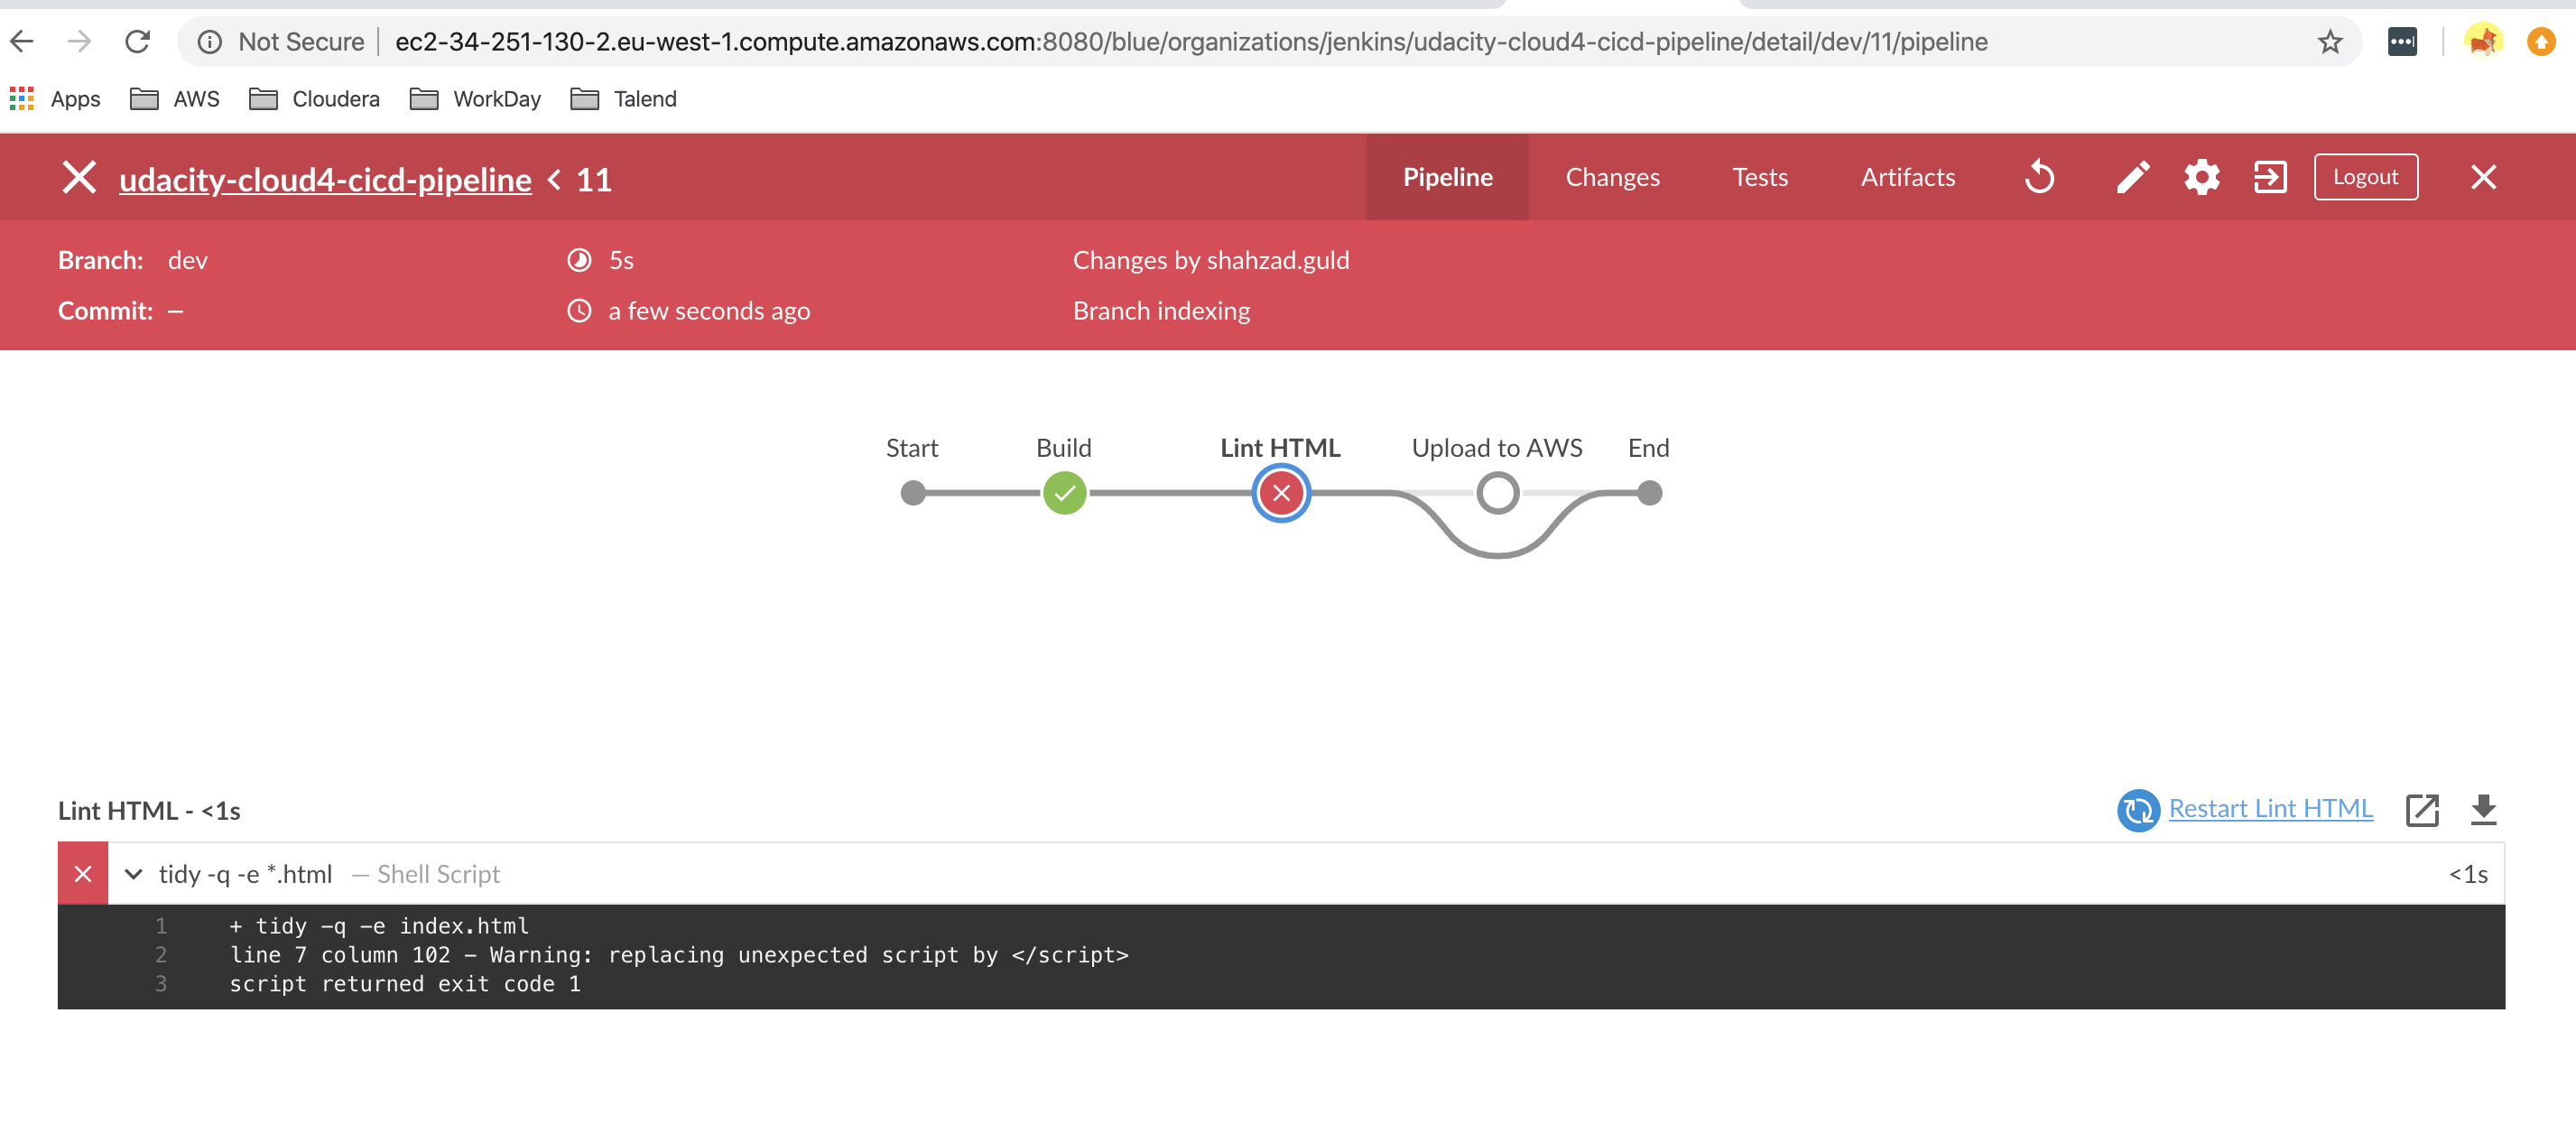 Not Secure | ec2-34-251-130-2.eu-west-1.compute.amazonaws.com:8080/blue/organizations/jenkins/udacity-cloud4-cicd-pipeline/detail/dev/11/pipeline
Apps AWS Cloudera WorkDay Talend
udacity-cloud4-cicd-pipeline < 11 Pipeline Changes Tests Artifacts Logout
Branch: dev 5s Changes by shahzad.guld
Commit: — a few seconds ago Branch indexing
Start Build Lint HTML Upload to AWS End
Lint HTML - <1s Restart Lint HTML
tidy -q -e *.html — Shell Script <1s
1 + tidy -q -e index.html
2 line 7 column 102 - Warning: replacing unexpected script by </script>
3 script returned exit code 1